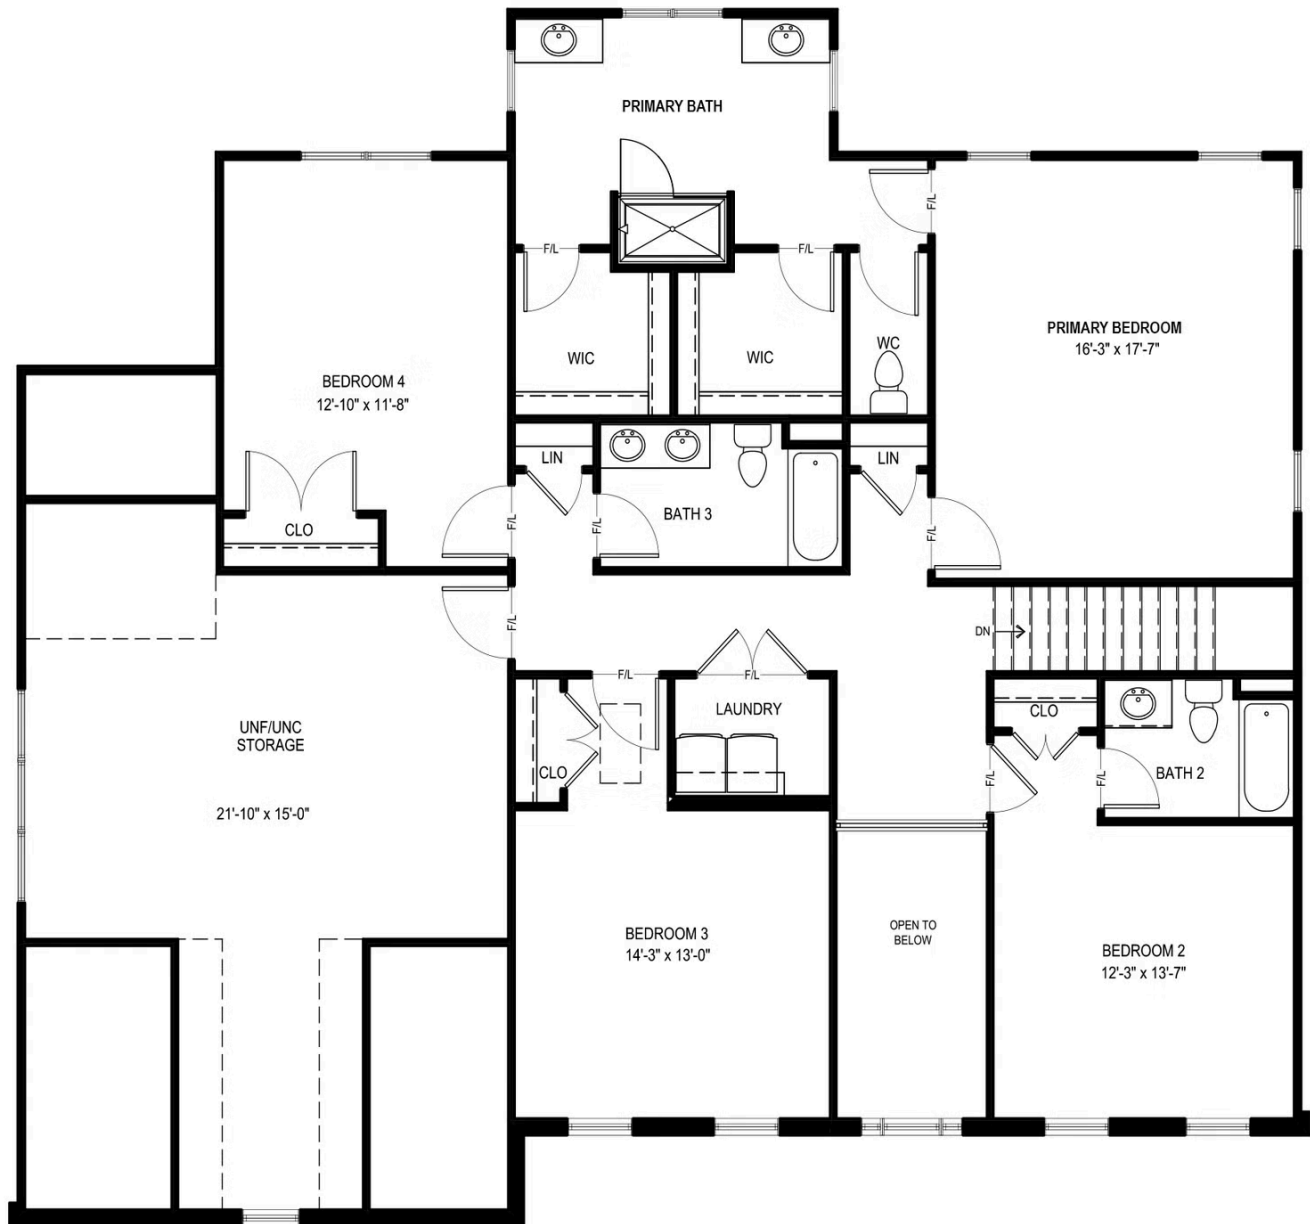 PRIMARY BATH
F/L
F/L
F/L
PRIMARY BEDROOM
16'-3" x 17'-7"
WC
WIC
WIC
BEDROOM 4
12'-10" x 11'-8"
LIN
LIN
CLO
BATH 3
F/L
F/L
F/L
F/L
DN
F/L
F/L
LAUNDRY
CLO
UNF/UNC
STORAGE
CLO
F/L
F/L
BATH 2
21'-10" x 15'-0"
BEDROOM 3
14'-3" x 13'-0"
OPEN TO
BELOW
BEDROOM 2
12'-3" x 13'-7"